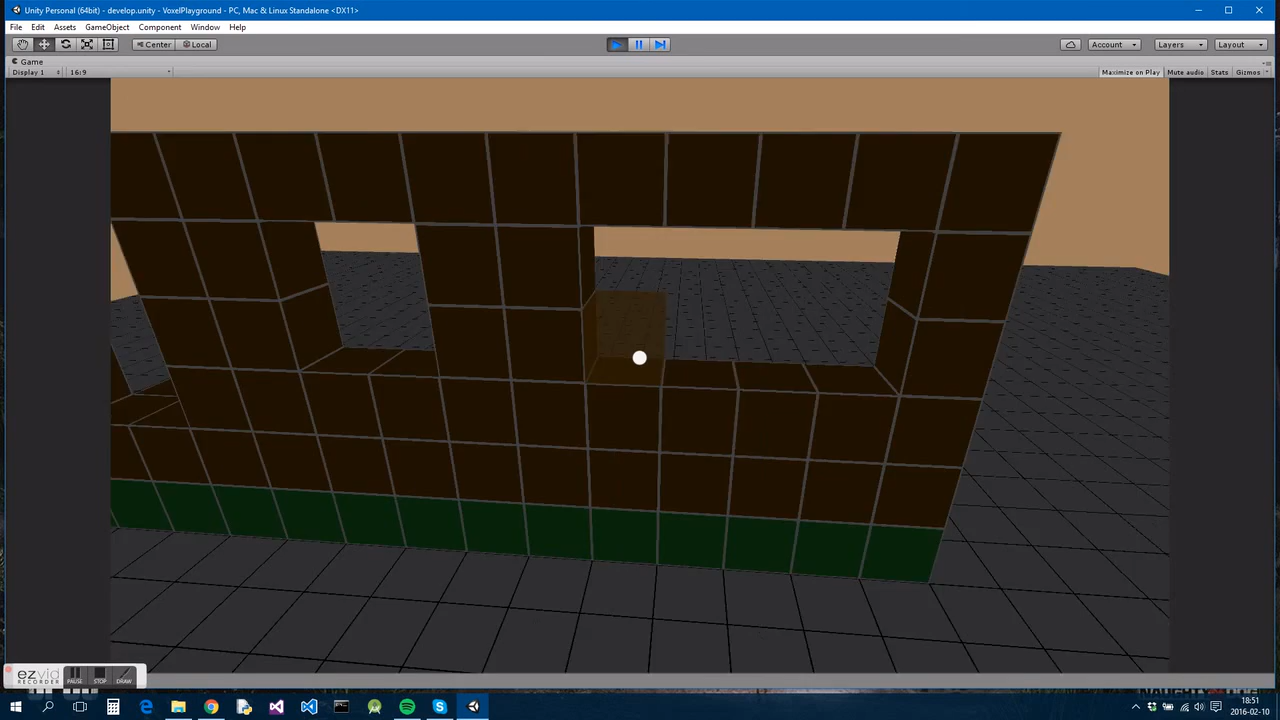 Unity Personal (64bit) - develop.unity - VoxelPlayground - PC, Mac & Linux Standalone <DX11>
File Edit Assets GameObject Component Window Help
Center Local Account Layers Layout
Game
Display 1 16:9 Maximize on Play Mute audio Stats Gizmos
ezvid
RECORDER
PAUSE STOP DRAW
18:51
2016-02-10